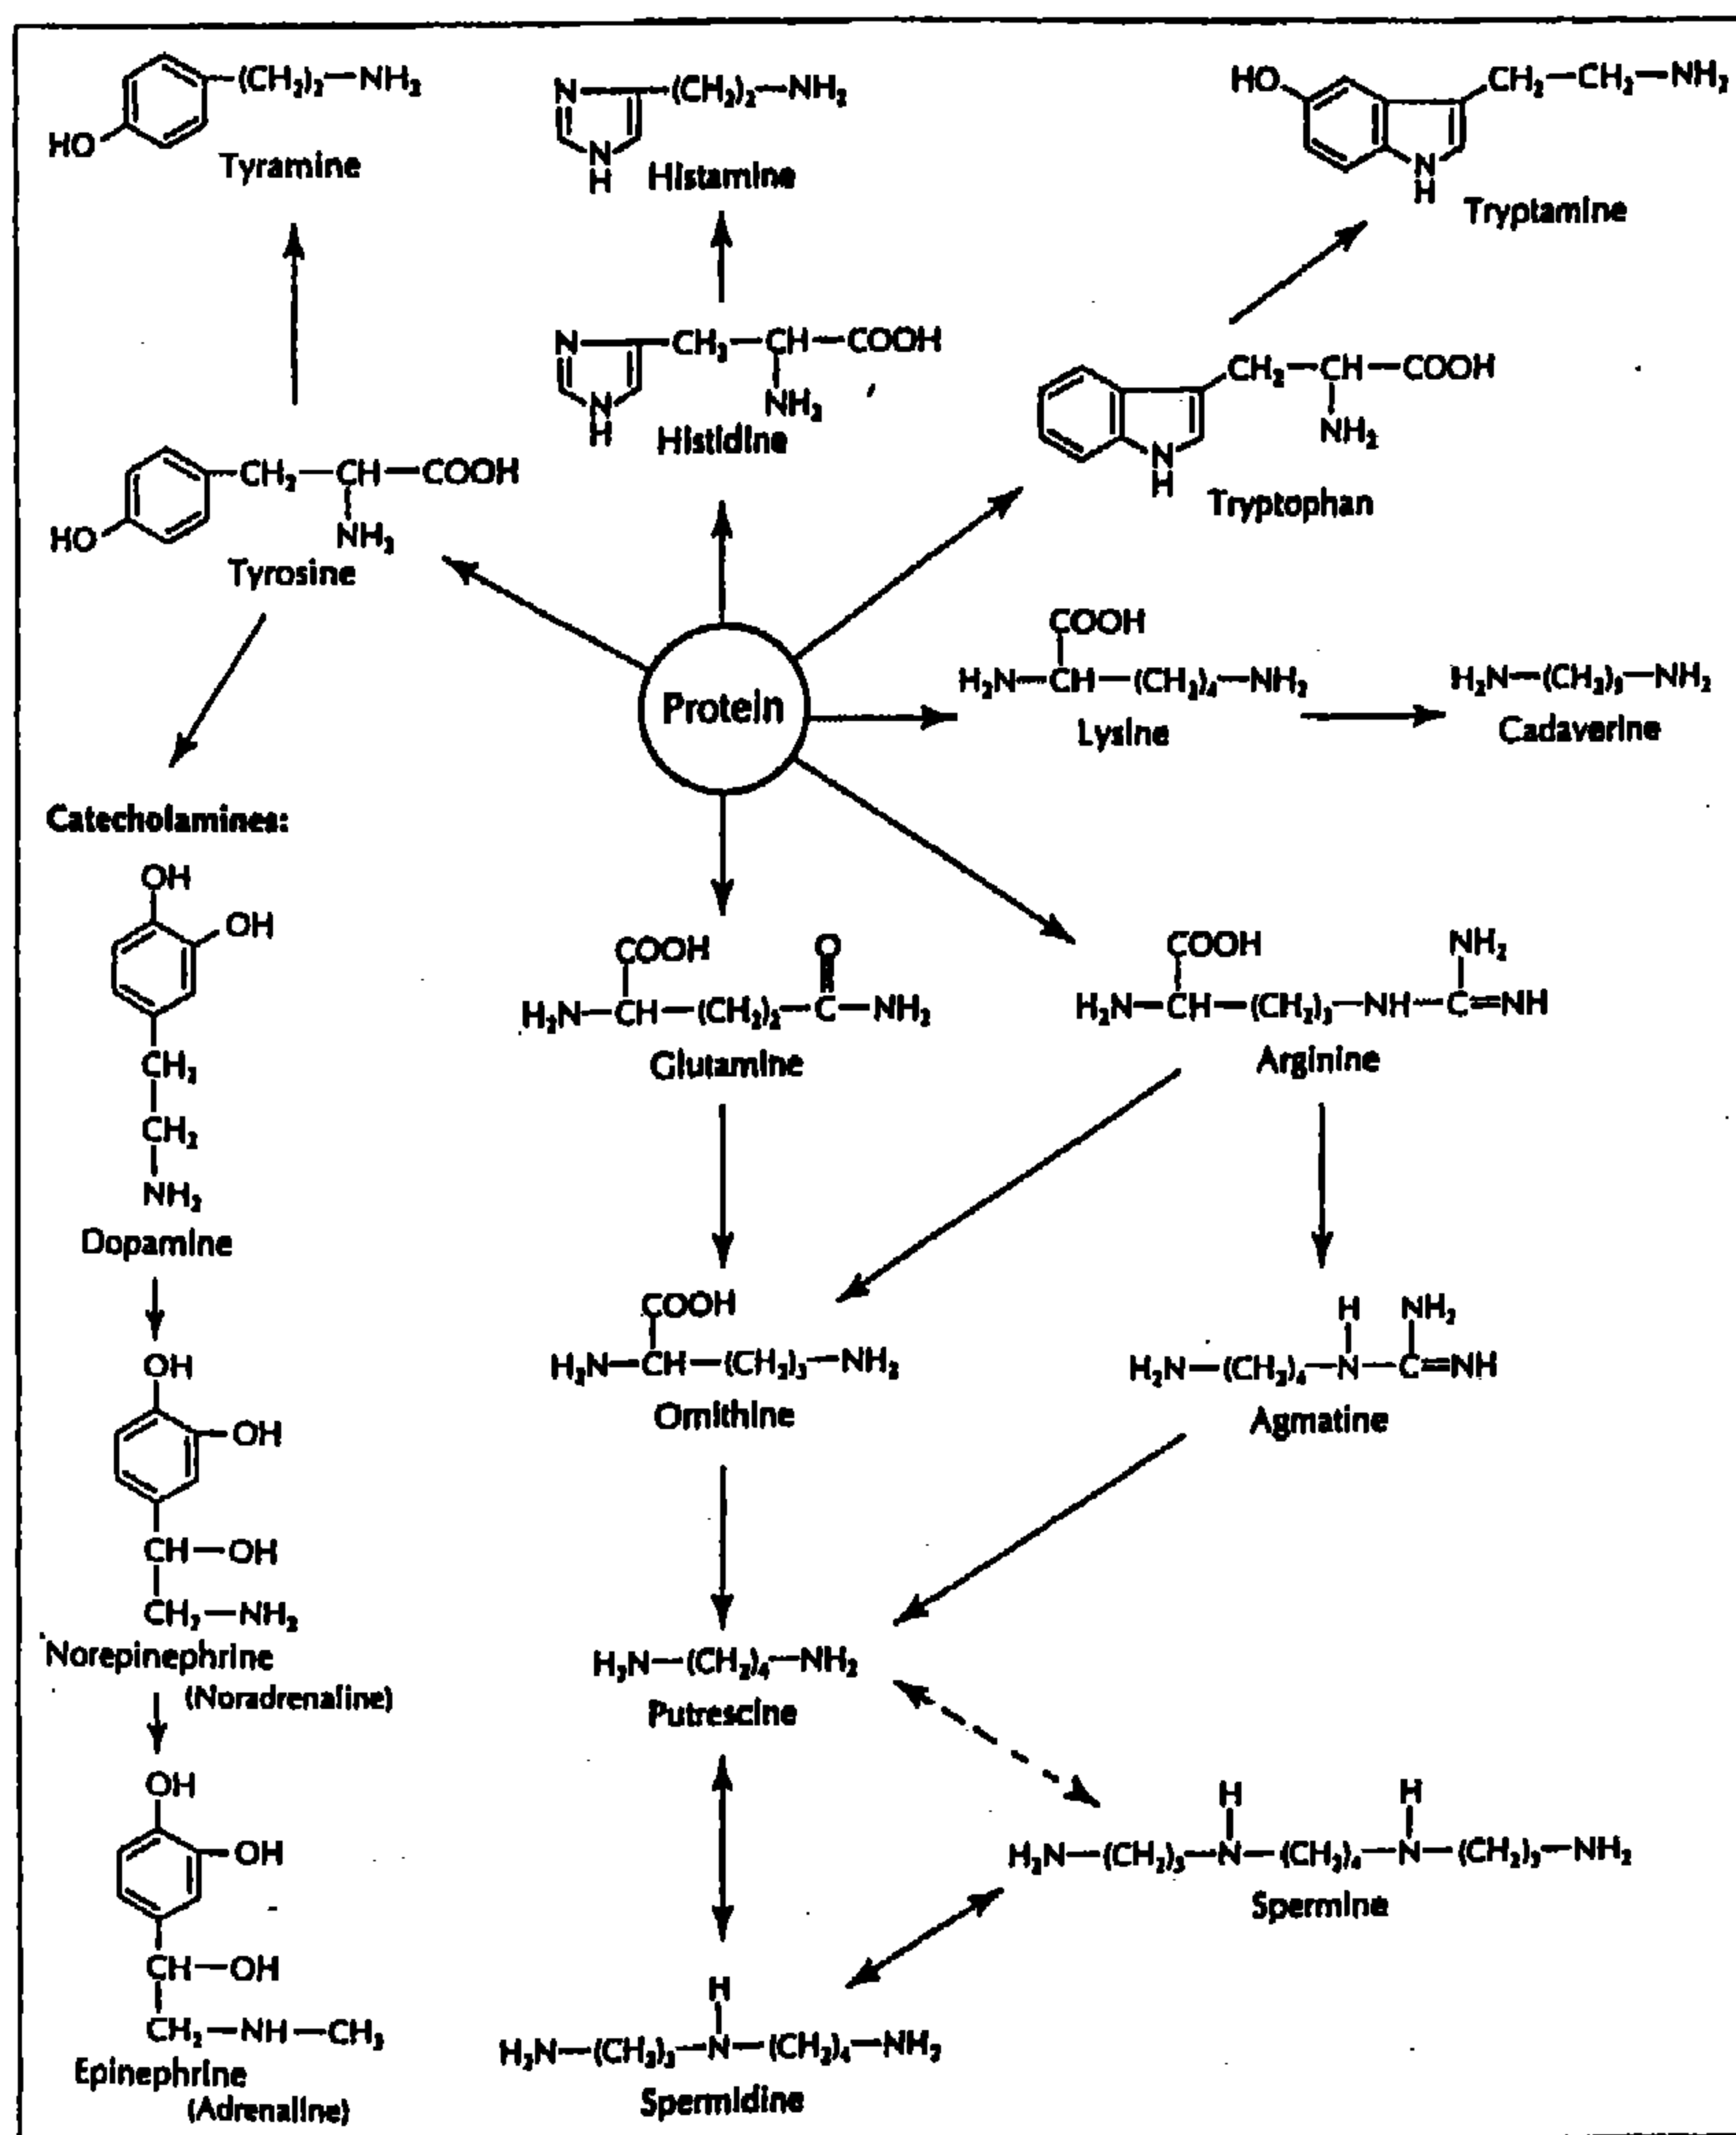 (CH₂)₂—NH₂
HO
Tyramine
N
(CH₂)₂—NH₂
N
H
Histamine
HO
CH₂—CH₂—NH₂
N
H
Tryptamine
N
CH₂—CH—COOH
NH₂
N
H
Histidine
CH₂—CH—COOH
NH₂
N
H
Tryptophan
CH₂—CH—COOH
HO
NH₂
Tyrosine
Protein
COOH
H₂N—CH—(CH₂)₄—NH₂
Lysine
H₂N—(CH₂)₅—NH₂
Cadaverine
Catecholamines:
OH
OH
CH₂
CH₂
NH₂
Dopamine
COOH
O
H₂N—CH—(CH₂)₂—C—NH₂
Glutamine
COOH
NH₂
H₂N—CH—(CH₂)₃—NH—C=NH
Arginine
COOH
H₂N—CH—(CH₂)₃—NH₂
Ornithine
H
NH₂
H₂N—(CH₂)₄—N—C=NH
Agmatine
OH
OH
CH—OH
CH₂—NH₂
Norepinephrine
(Noradrenaline)
H₂N—(CH₂)₄—NH₂
Putrescine
OH
OH
CH—OH
CH₂—NH—CH₃
Epinephrine
(Adrenaline)
H
H
H₂N—(CH₂)₃—N—(CH₂)₄—N—(CH₂)₃—NH₂
Spermine
H
H₂N—(CH₂)₃—N—(CH₂)₄—NH₂
Spermidine